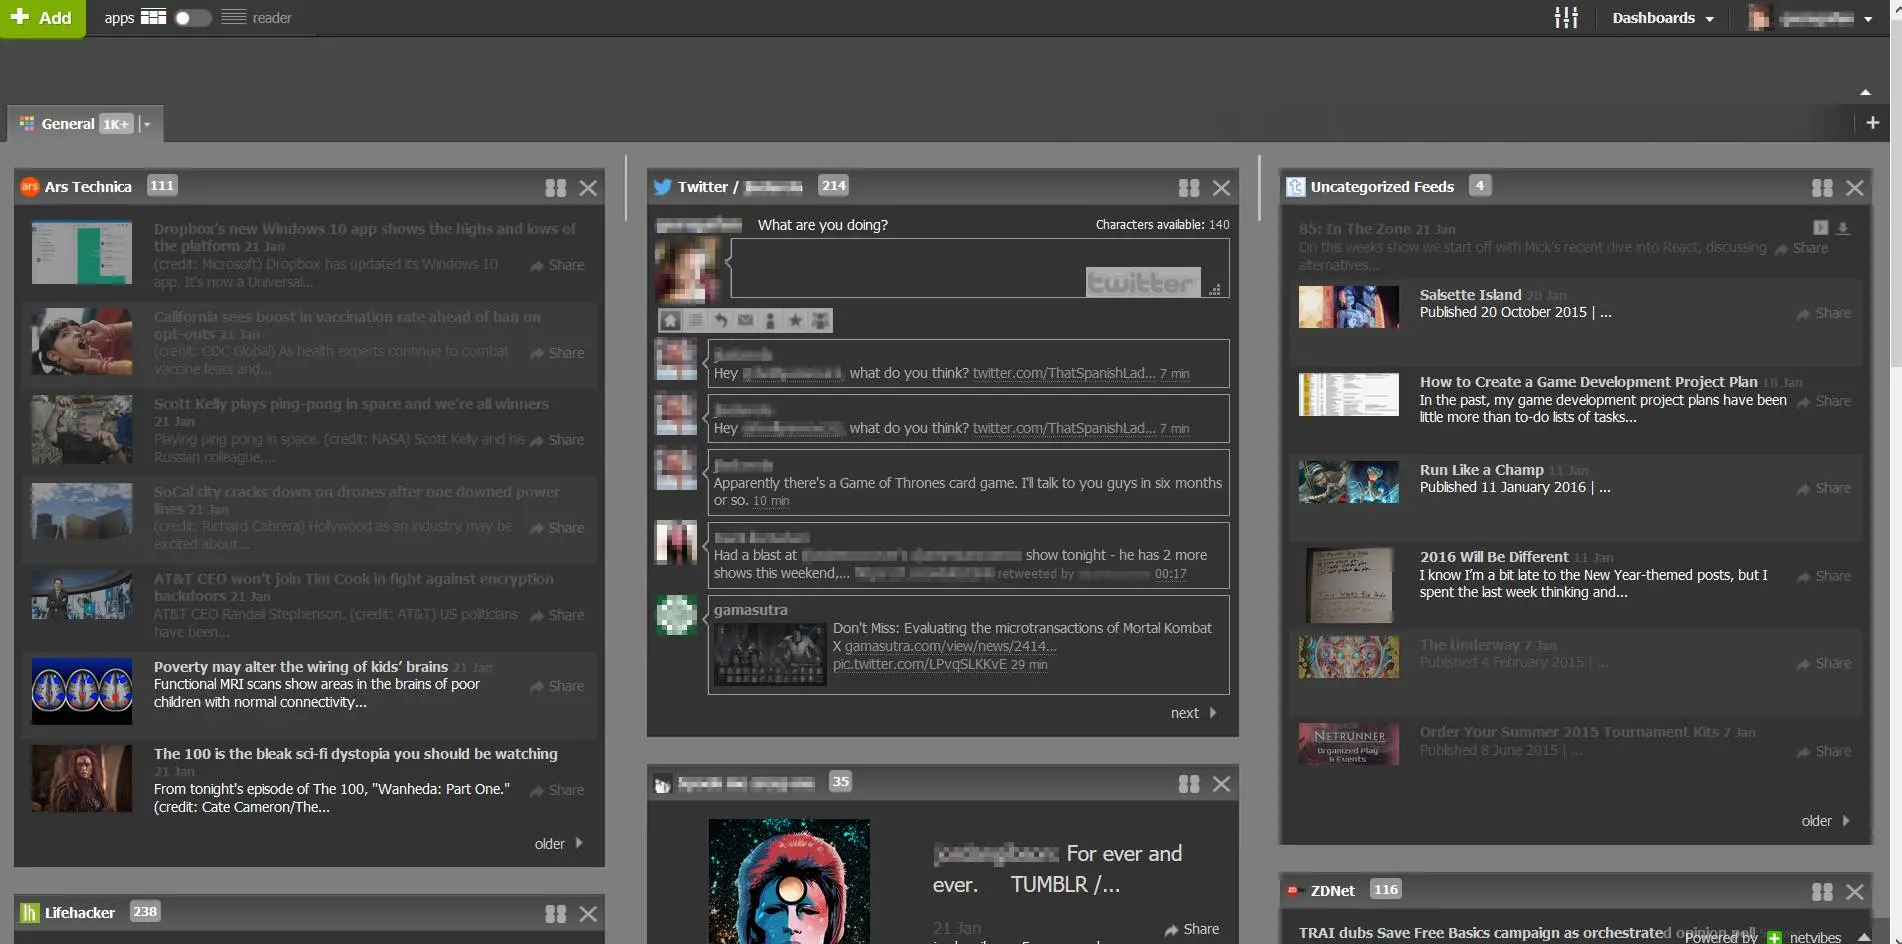 Add
apps
reader
Dashboards
General 1K+
Ars Technica 111
Dropbox's new Windows 10 app shows the highs and lows of
the platform 21 Jan
(credit: Microsoft) Dropbox has updated its Windows 10
app. It's now a Universal...
Share
California sees boost in vaccination rate ahead of ban on
opt-outs 21 Jan
(credit: CDC Global) As health experts continue to combat
vaccine fears and...
Share
Scott Kelly plays ping-pong in space and we're all winners
21 Jan
Playing ping pong in space. (credit: NASA) Scott Kelly and his
Russian colleague,...
Share
SoCal city cracks down on drones after one downed power
lines 21 Jan
(credit: Richard Cabrera) Hollywood as an industry may be
excited about...
Share
AT&T CEO won't join Tim Cook in fight against encryption
backdoors 21 Jan
AT&T CEO Randall Stephenson. (credit: AT&T) US politicians
have been...
Share
Poverty may alter the wiring of kids' brains 21 Jan
Functional MRI scans show areas in the brains of poor
children with normal connectivity...
Share
The 100 is the bleak sci-fi dystopia you should be watching
21 Jan
From tonight's episode of The 100, "Wanheda: Part One."
(credit: Cate Cameron/The...
Share
older
Lifehacker 238
Twitter / 214
What are you doing?
Characters available: 140
twitter
Hey , what do you think? twitter.com/ThatSpanishLad... 7 min
Hey , what do you think? twitter.com/ThatSpanishLad... 7 min
Apparently there's a Game of Thrones card game. I'll talk to you guys in six months
or so. 10 min
Had a blast at show tonight - he has 2 more
shows this weekend,... retweeted by 00:17
gamasutra
Don't Miss: Evaluating the microtransactions of Mortal Kombat
X gamasutra.com/view/news/2414...
pic.twitter.com/LPvqSLKKvE 29 min
next
35
For ever and
ever. TUMBLR /...
21 Jan
Share
Uncategorized Feeds 4
85: In The Zone 21 Jan
On this weeks show we start off with Mick's recent dive into React, discussing
alternatives...
Share
Salsette Island 20 Jan
Published 20 October 2015 | ...
Share
How to Create a Game Development Project Plan 18 Jan
In the past, my game development project plans have been
little more than to-do lists of tasks...
Share
Run Like a Champ 11 Jan
Published 11 January 2016 | ...
Share
2016 Will Be Different 11 Jan
I know I'm a bit late to the New Year-themed posts, but I
spent the last week thinking and...
Share
The Underway 7 Jan
Published 4 February 2015 | ...
Share
NETRUNNER
Organized Play
& Events
Order Your Summer 2015 Tournament Kits 7 Jan
Published 8 June 2015 | ...
Share
older
ZDNet 116
TRAI dubs Save Free Basics campaign as orchestrated opinion poll
Powered by netvibes